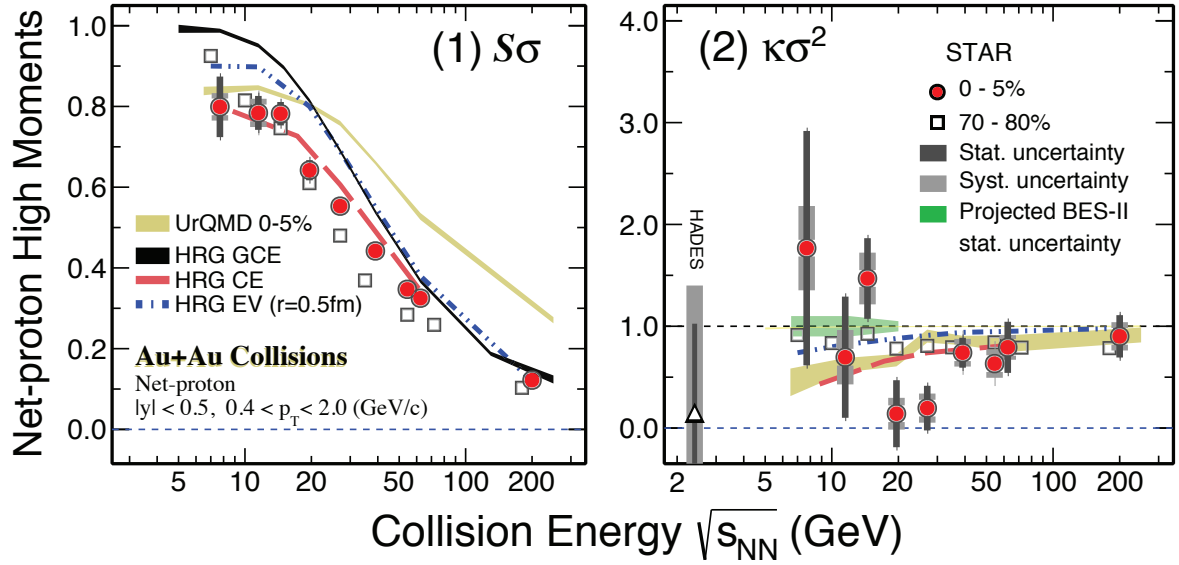 Net-proton High Moments
1.0
0.8
0.6
0.4
0.2
0.0
(1) Sσ
UrQMD 0-5%
HRG GCE
HRG CE
HRG EV (r=0.5fm)
Au+Au Collisions
Net-proton
|y| < 0.5, 0.4 < p_T < 2.0 (GeV/c)
5 10 20 50 100 200
4.0
3.0
2.0
1.0
0.0
(2) κσ²
STAR
0 - 5%
70 - 80%
Stat. uncertainty
Syst. uncertainty
Projected BES-II
stat. uncertainty
HADES
2 5 10 20 50 100 200
Collision Energy √s_NN (GeV)